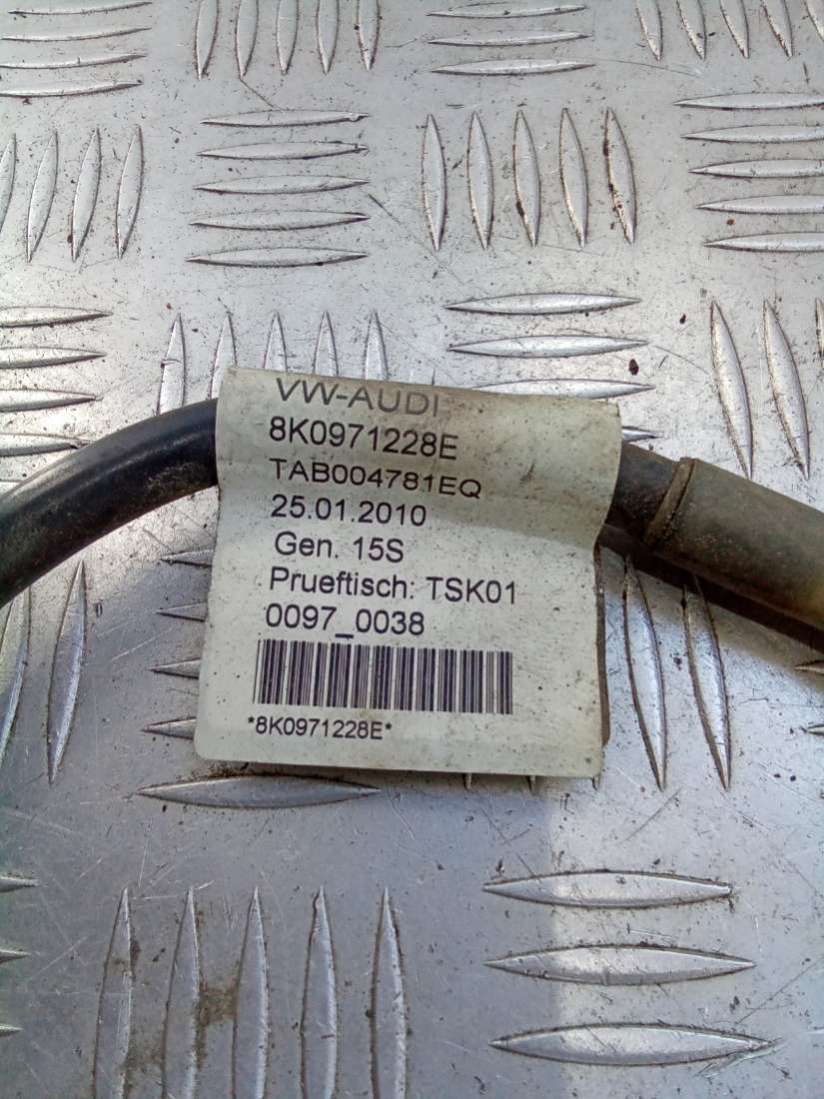 VW-AUDI
8K0971228E
TAB004781EQ
25.01.2010
Gen. 15S
Prueftisch: TSK01
0097_0038
*8K0971228E*